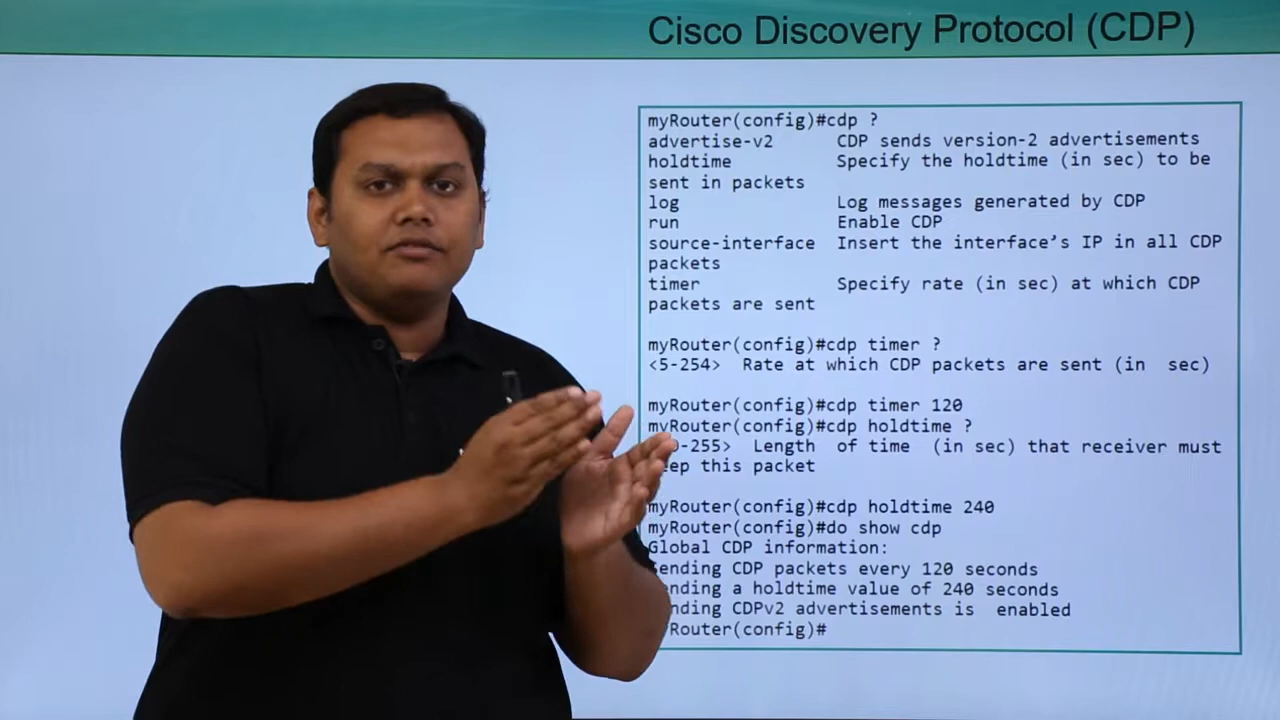 Cisco Discovery Protocol (CDP)
myRouter(config)#cdp ?
advertise-v2 CDP sends version-2 advertisements
holdtime Specify the holdtime (in sec) to be
sent in packets
log Log messages generated by CDP
run Enable CDP
source-interface Insert the interface's IP in all CDP
packets
timer Specify rate (in sec) at which CDP
packets are sent
myRouter(config)#cdp timer ?
<5-254> Rate at which CDP packets are sent (in sec)
myRouter(config)#cdp timer 120
myRouter(config)#cdp holdtime ?
-255> Length of time (in sec) that receiver must
this packet
myRouter(config)#cdp holdtime 240
myRouter(config)#do show cdp
Global CDP information:
CDP packets every 120 seconds
a holdtime value of 240 seconds
CDPv2 advertisements is enabled
Router(config)#